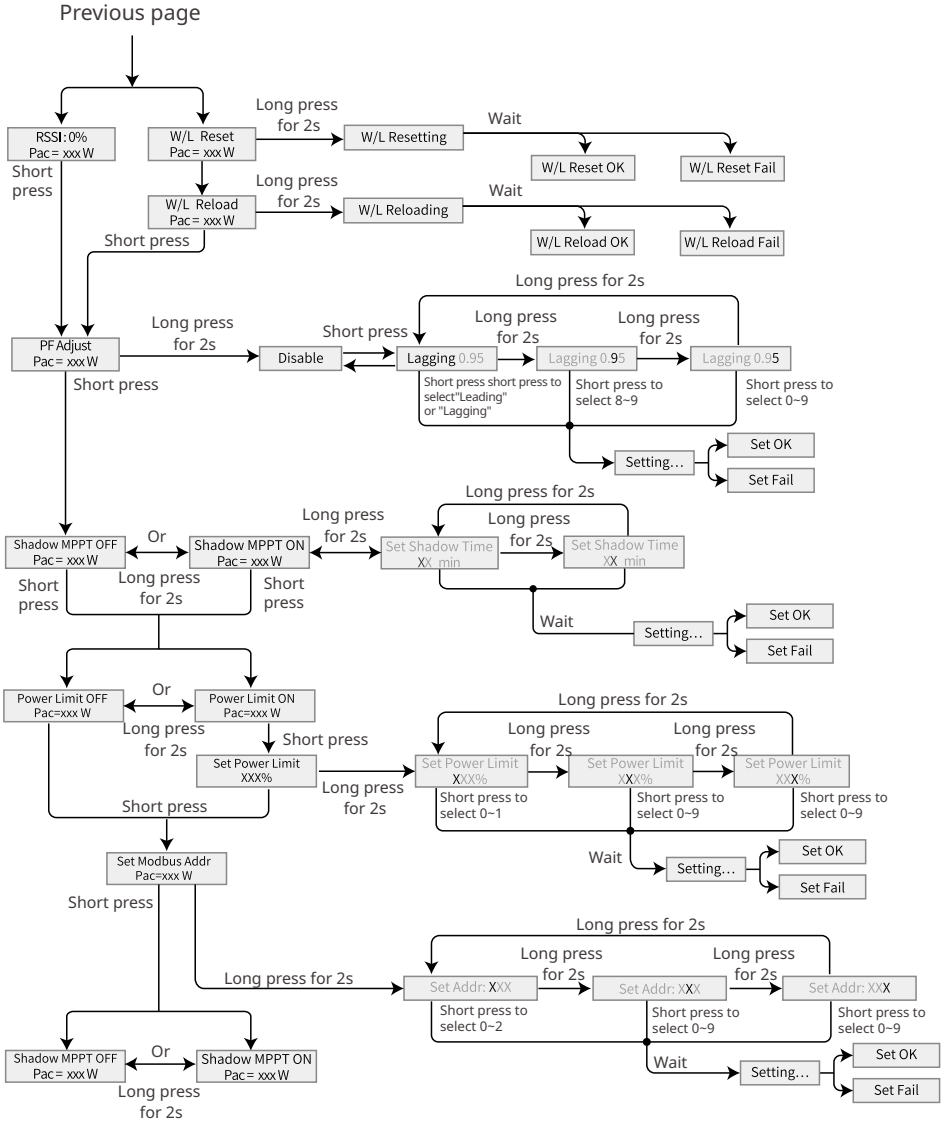 Previous page
Long press
for 2s
Wait
RSSI: 0%
Pac = xxx W
W/L Reset
Pac = xxx W
W/L Resetting
W/L Reset OK
W/L Reset Fail
Short
press
Long press
for 2s
Wait
W/L Reload
Pac = xxx W
W/L Reloading
W/L Reload OK
W/L Reload Fail
Short press
Long press for 2s
PF Adjust
Pac = xxx W
Long press
for 2s
Disable
Short press
Lagging 0.95
Long press
for 2s
Lagging 0.95
Long press
for 2s
Lagging 0.95
Short press
Short press short press to
select"Leading"
or "Lagging"
Short press to
select 8~9
Short press to
select 0~9
Setting...
Set OK
Set Fail
Long press for 2s
Shadow MPPT OFF
Pac = xxx W
Or
Long press
for 2s
Shadow MPPT ON
Pac = xxx W
Long press
for 2s
Set Shadow Time
XX min
Long press
for 2s
Set Shadow Time
XX min
Short
press
Short
press
Wait
Setting...
Set OK
Set Fail
Power Limit OFF
Pac=xxx W
Or
Long press
for 2s
Power Limit ON
Pac=xxx W
Short press
Long press for 2s
Set Power Limit
XXX%
Long press
for 2s
Set Power Limit
XXX%
Long press
for 2s
Set Power Limit
XXX%
Long press
for 2s
Set Power Limit
XXX%
Short press to
select 0~1
Short press to
select 0~9
Short press to
select 0~9
Short press
Wait
Setting...
Set OK
Set Fail
Set Modbus Addr
Pac=xxx W
Short press
Long press for 2s
Long press for 2s
Set Addr: XXX
Long press
for 2s
Set Addr: XXX
Long press
for 2s
Set Addr: XXX
Short press to
select 0~2
Short press to
select 0~9
Short press to
select 0~9
Wait
Setting...
Set OK
Set Fail
Shadow MPPT OFF
Pac = xxx W
Or
Long press
for 2s
Shadow MPPT ON
Pac = xxx W